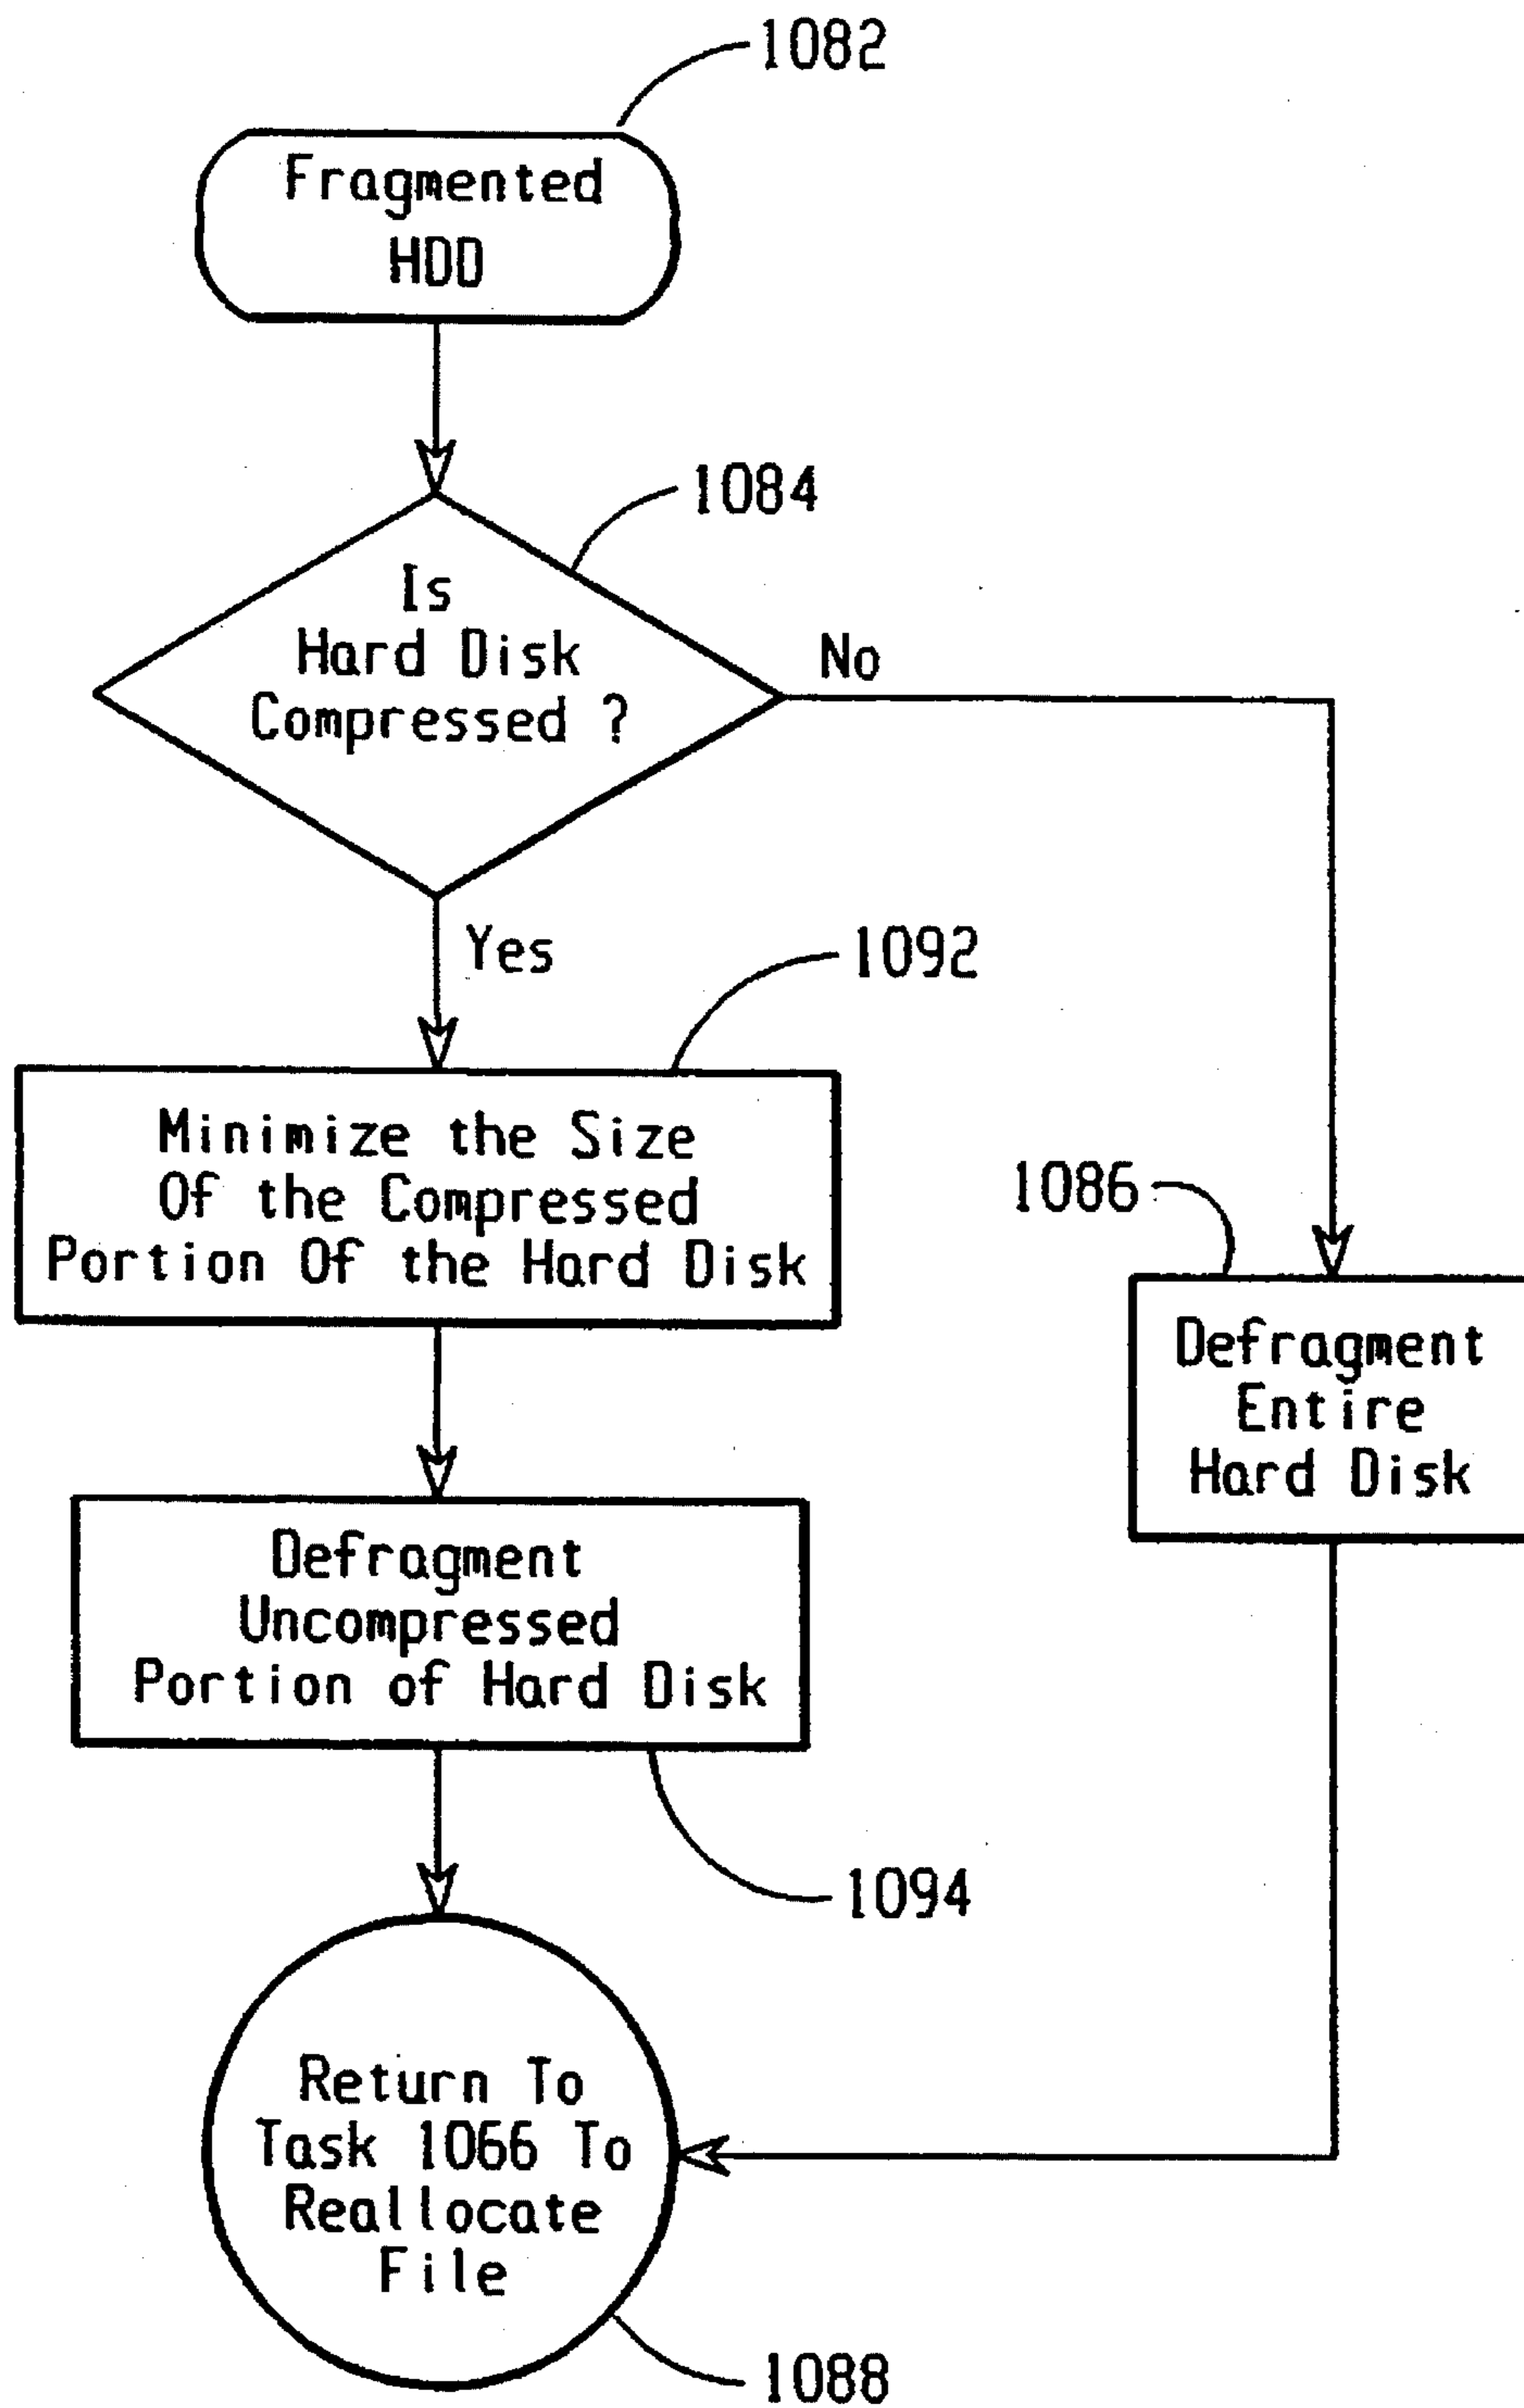 1082
Fragmented
HDD
1084
Is
Hard Disk
Compressed ?
No
Yes
1092
Minimize the Size
Of the Compressed
Portion Of the Hard Disk
1086
Defragment
Entire
Hard Disk
Defragment
Uncompressed
Portion of Hard Disk
1094
Return To
Task 1066 To
Reallocate
File
1088